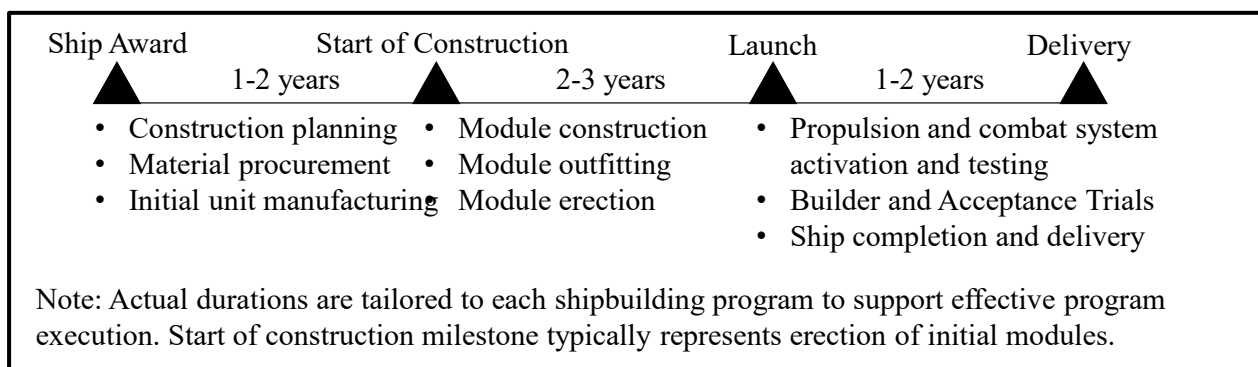 Ship Award
Start of Construction
Launch
Delivery
1-2 years
2-3 years
1-2 years
• Construction planning
• Material procurement
• Initial unit manufacturing
• Module construction
• Module outfitting
• Module erection
• Propulsion and combat system
activation and testing
• Builder and Acceptance Trials
• Ship completion and delivery
Note: Actual durations are tailored to each shipbuilding program to support effective program
execution. Start of construction milestone typically represents erection of initial modules.